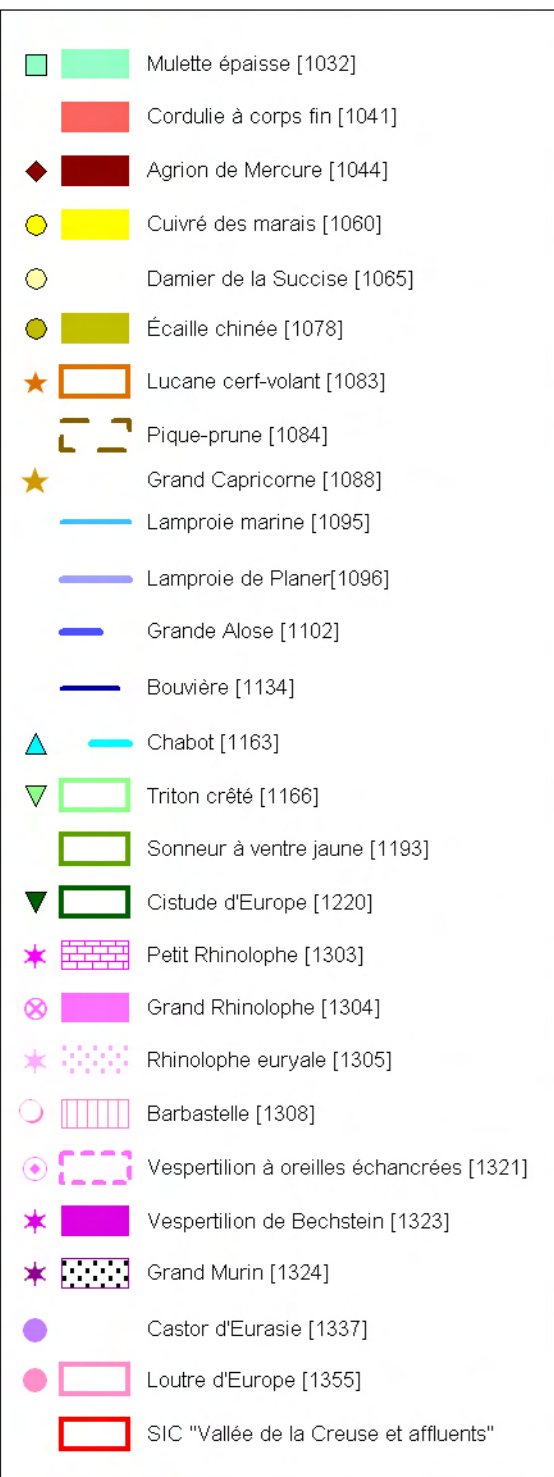 Mulette épaisse [1032]
Cordulie à corps fin [1041]
Agrion de Mercure [1044]
Cuivré des marais [1060]
Damier de la Succise [1065]
Écaille chinée [1078]
Lucane cerf-volant [1083]
Pique-prune [1084]
Grand Capricorne [1088]
Lamproie marine [1095]
Lamproie de Planer[1096]
Grande Alose [1102]
Bouvière [1134]
Chabot [1163]
Triton crêté [1166]
Sonneur à ventre jaune [1193]
Cistude d'Europe [1220]
Petit Rhinolophe [1303]
Grand Rhinolophe [1304]
Rhinolophe euryale [1305]
Barbastelle [1308]
Vespertilion à oreilles échancrées [1321]
Vespertilion de Bechstein [1323]
Grand Murin [1324]
Castor d'Eurasie [1337]
Loutre d'Europe [1355]
SIC "Vallée de la Creuse et affluents"